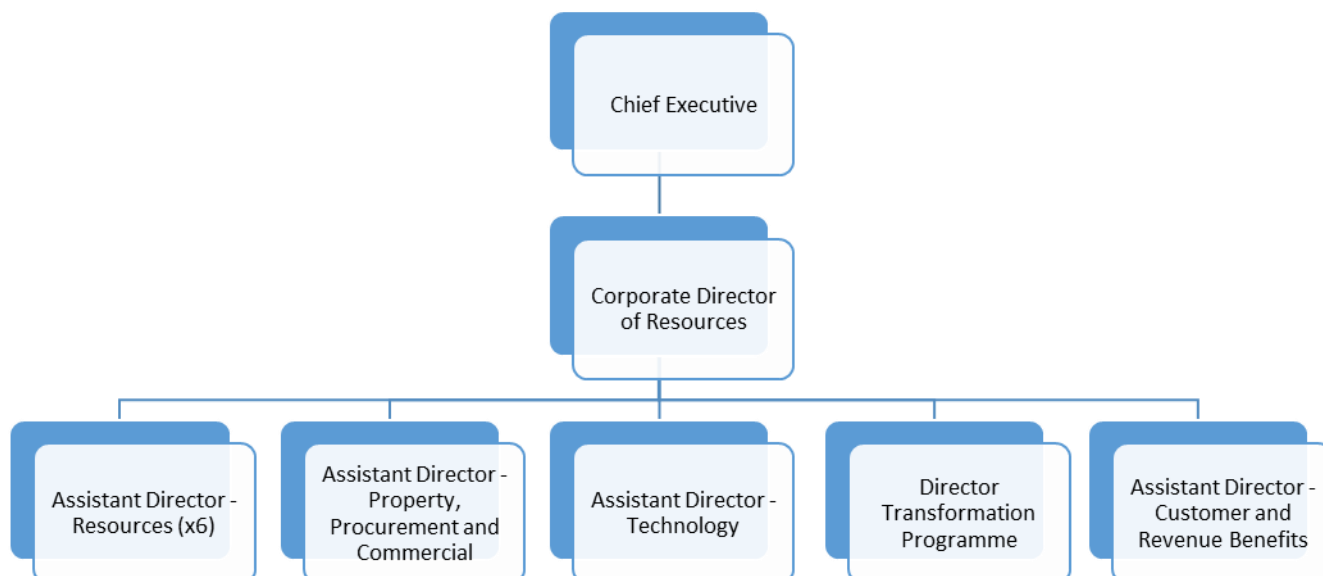 Chief Executive
Corporate Director
of Resources
Assistant Director -
Resources (x6)
Assistant Director -
Property,
Procurement and
Commercial
Assistant Director -
Technology
Director
Transformation
Programme
Assistant Director -
Customer and
Revenue Benefits